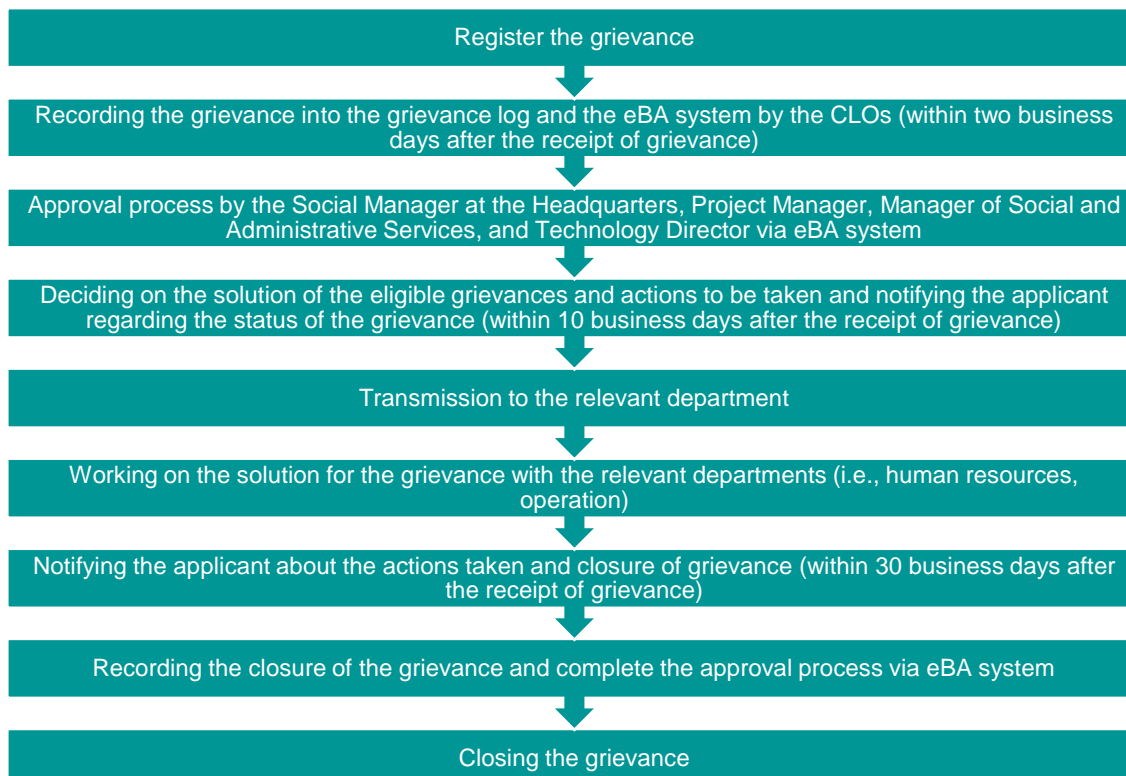 Register the grievance
Recording the grievance into the grievance log and the eBA system by the CLOs (within two business
days after the receipt of grievance)
Approval process by the Social Manager at the Headquarters, Project Manager, Manager of Social and
Administrative Services, and Technology Director via eBA system
Deciding on the solution of the eligible grievances and actions to be taken and notifying the applicant
regarding the status of the grievance (within 10 business days after the receipt of grievance)
Transmission to the relevant department
Working on the solution for the grievance with the relevant departments (i.e., human resources,
operation)
Notifying the applicant about the actions taken and closure of grievance (within 30 business days after
the receipt of grievance)
Recording the closure of the grievance and complete the approval process via eBA system
Closing the grievance